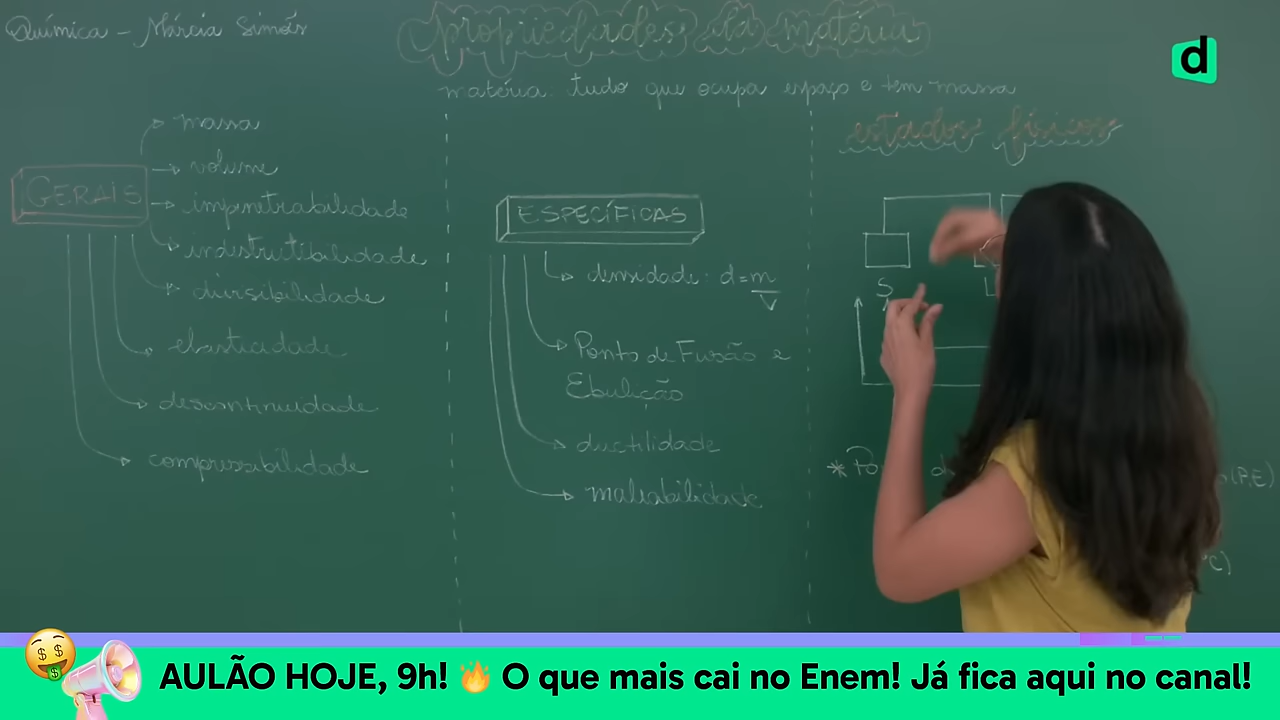 Química - Márcia Simões
propriedades da matéria
matéria: tudo que ocupa espaço e tem massa
GERAIS
massa
volume
impenetrabilidade
indestrutibilidade
divisibilidade
elasticidade
descontinuidade
compressibilidade
ESPECÍFICAS
densidade: d=m
V
Ponto de Fusão e
Ebulição
ductilidade
maleabilidade
estados físicos
S L
* Po
(P.E)
°C)
d
AULÃO HOJE, 9h! 🔥 O que mais cai no Enem! Já fica aqui no canal!